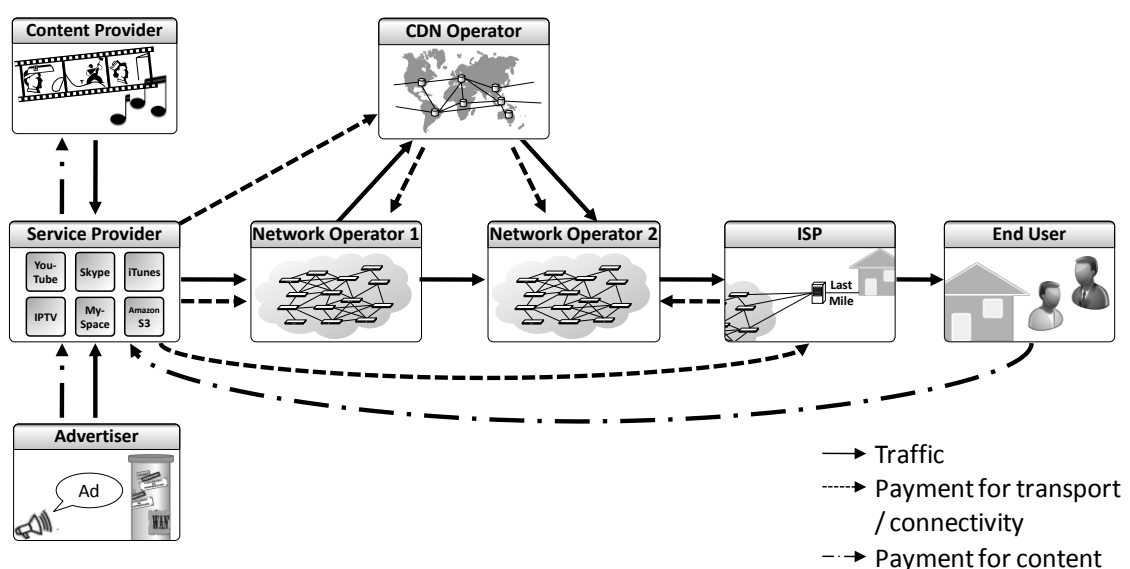 Content Provider
CDN Operator
Service Provider
You-
Tube
Skype
iTunes
IPTV
My-
Space
Amazon
S3
Network Operator 1
Network Operator 2
ISP
Last
Mile
End User
Advertiser
Ad
WAN
Traffic
Payment for transport
/ connectivity
Payment for content